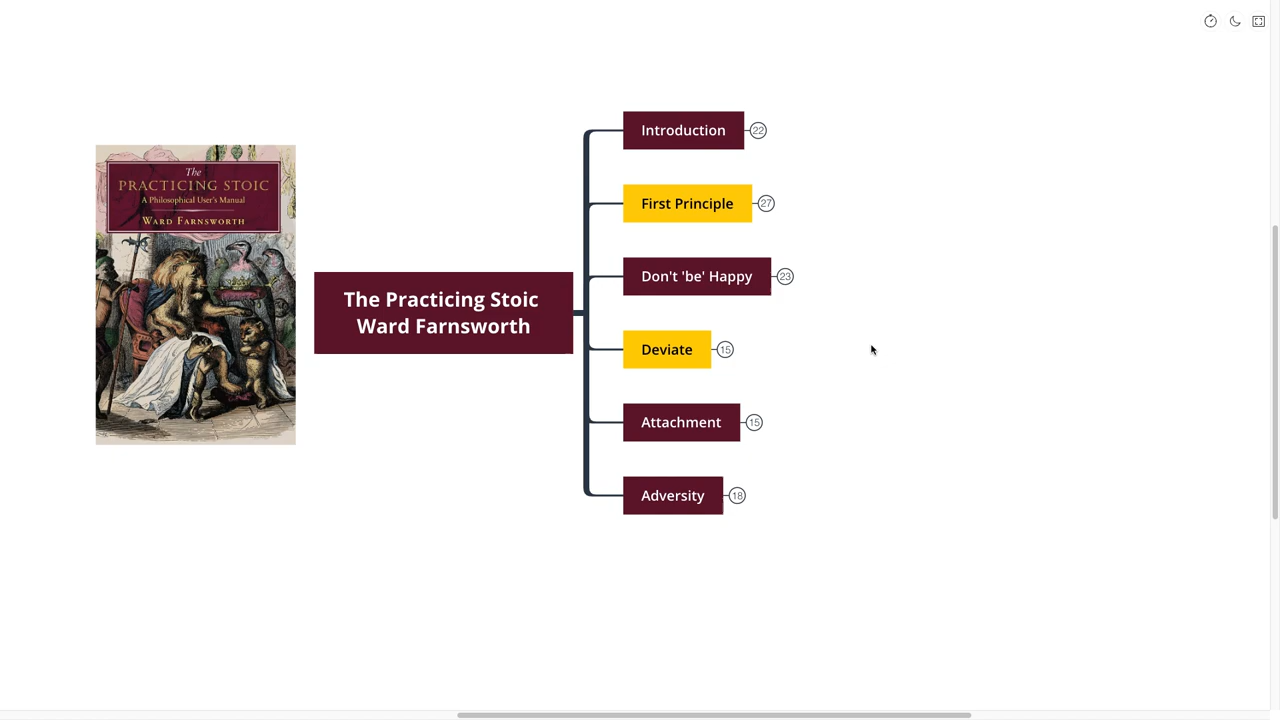 The
PRACTICING STOIC
A Philosophical User's Manual
WARD FARNSWORTH
The Practicing Stoic
Ward Farnsworth
Introduction 22
First Principle 27
Don't 'be' Happy 23
Deviate 15
Attachment 15
Adversity 18